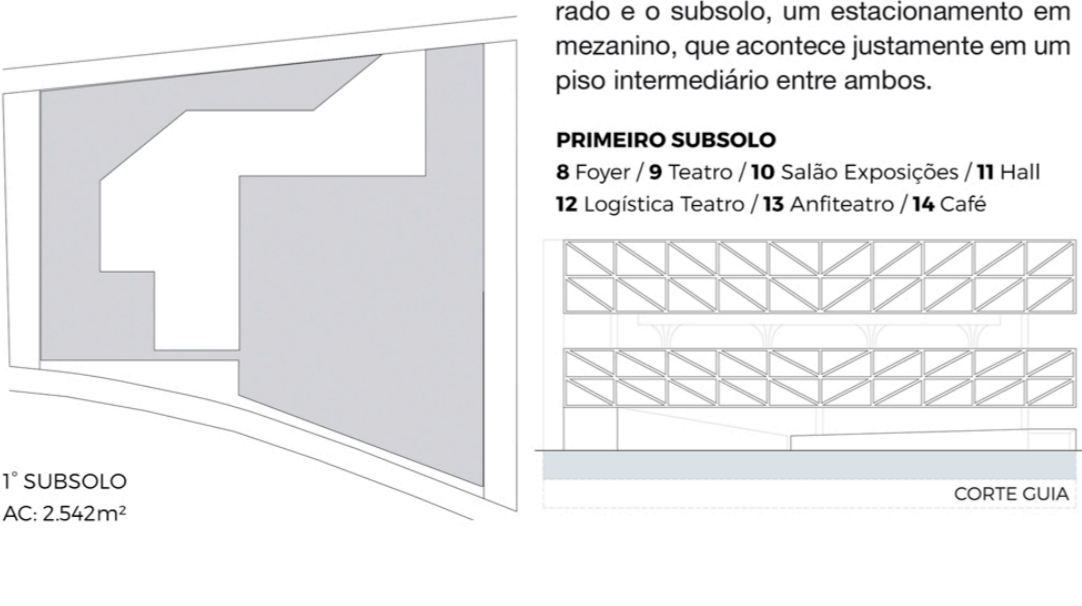 rado e o subsolo, um estacionamento em
mezanino, que acontece justamente em um
piso intermediário entre ambos.
PRIMEIRO SUBSOLO
8 Foyer / 9 Teatro / 10 Salão Exposições / 11 Hall
12 Logística Teatro / 13 Anfiteatro / 14 Café
CORTE GUIA
1° SUBSOLO
AC: 2.542m²